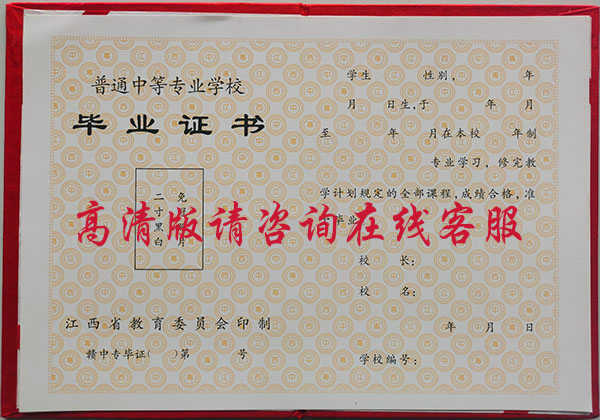 普通中等专业学校
毕业证书
二寸黑白
免 片
江西省教育委员会印制
赣中专毕证( )第 号
学生 性别, 年
月 日生,于 年 月
至 年 月在本校 年制
专业学习,修完教
学计划规定的全部课程,成绩合格,准
毕业
校 长:
校 名:
年 月 日
学校编号:
高清版请咨询在线客服